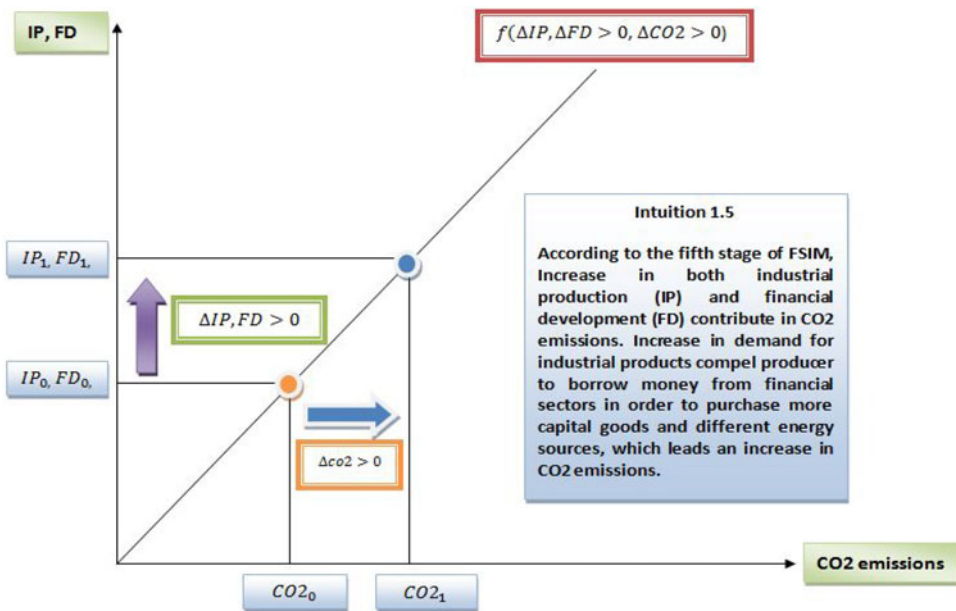 IP, FD
f(ΔIP, ΔFD > 0, ΔCO2 > 0)
Intuition 1.5
According to the fifth stage of FSIM,
Increase in both industrial
production (IP) and financial
development (FD) contribute in CO2
emissions. Increase in demand for
industrial products compel producer
to borrow money from financial
sectors in order to purchase more
capital goods and different energy
sources, which leads an increase in
CO2 emissions.
IP₁, FD₁,
ΔIP, FD > 0
IP₀, FD₀,
Δco2 > 0
CO2 emissions
CO2₀
CO2₁